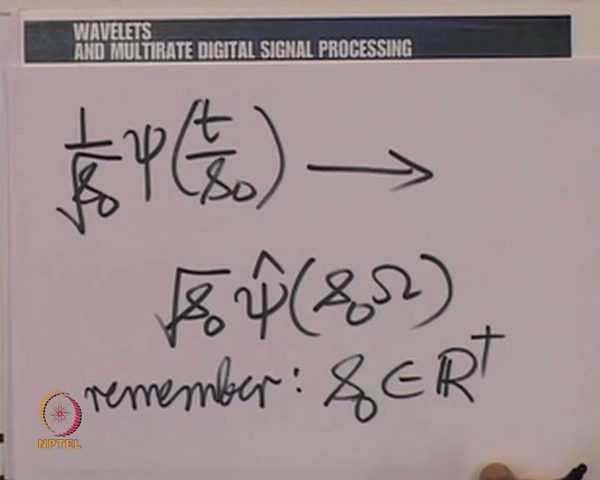 WAVELETS
AND MULTIRATE DIGITAL SIGNAL PROCESSING
1/√s₀ ψ(t/s₀) ⟶
√s₀ ψ̂(s₀Ω)
remember: s₀ ∈ ℝ⁺
NPTEL